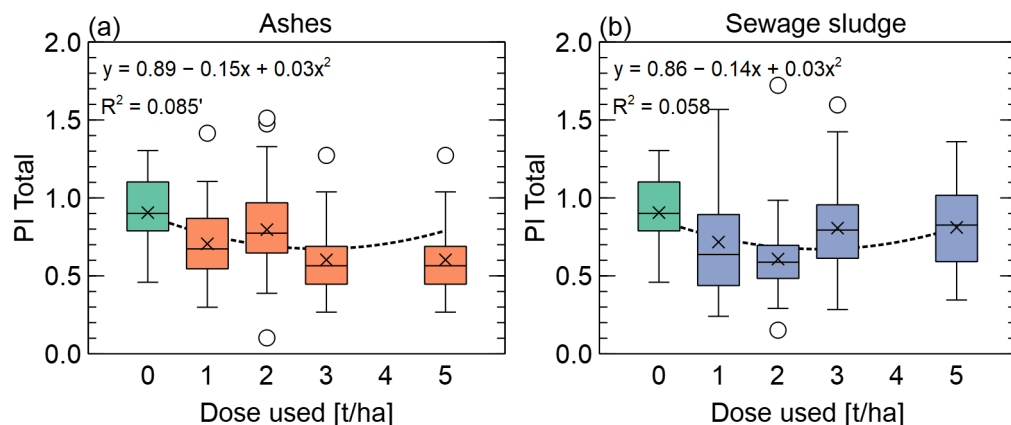 (a)
Ashes
y = 0.89 − 0.15x + 0.03x²
R² = 0.085'
PI Total
2.0
1.5
1.0
0.5
0.0
0 1 2 3 4 5
Dose used [t/ha]
(b)
Sewage sludge
y = 0.86 − 0.14x + 0.03x²
R² = 0.058
PI Total
2.0
1.5
1.0
0.5
0.0
0 1 2 3 4 5
Dose used [t/ha]